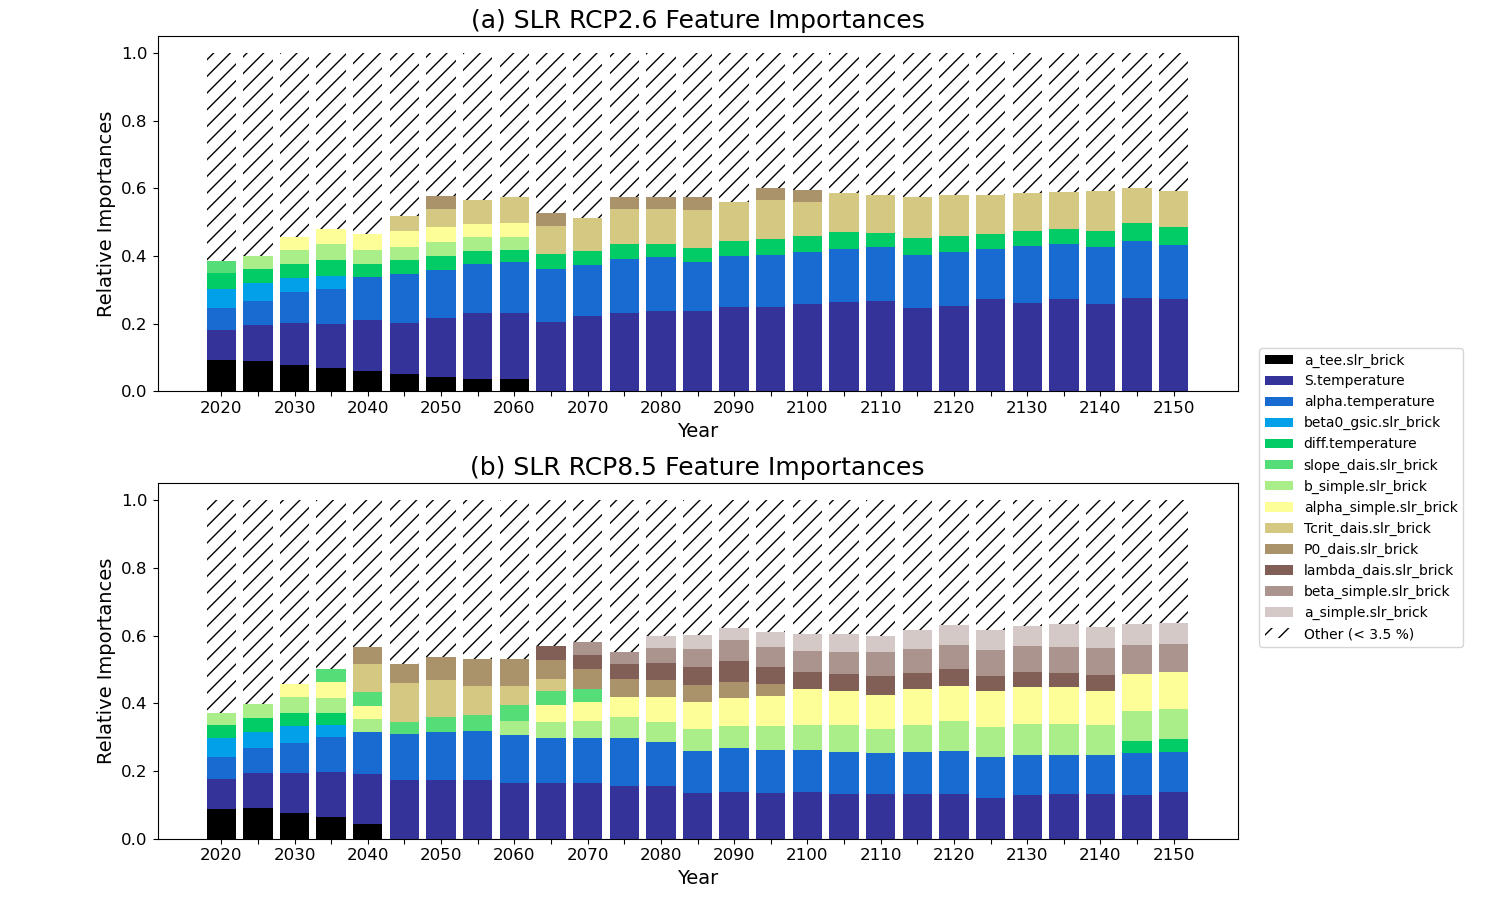 (a) SLR RCP2.6 Feature Importances
1.0
0.8
0.6
0.4
0.2
0.0
Relative Importances
2020 2030 2040 2050 2060 2070 2080 2090 2100 2110 2120 2130 2140 2150
Year
(b) SLR RCP8.5 Feature Importances
1.0
0.8
0.6
0.4
0.2
0.0
Relative Importances
2020 2030 2040 2050 2060 2070 2080 2090 2100 2110 2120 2130 2140 2150
Year
a_tee.slr_brick
S.temperature
alpha.temperature
beta0_gsic.slr_brick
diff.temperature
slope_dais.slr_brick
b_simple.slr_brick
alpha_simple.slr_brick
Tcrit_dais.slr_brick
P0_dais.slr_brick
lambda_dais.slr_brick
beta_simple.slr_brick
a_simple.slr_brick
Other (< 3.5 %)